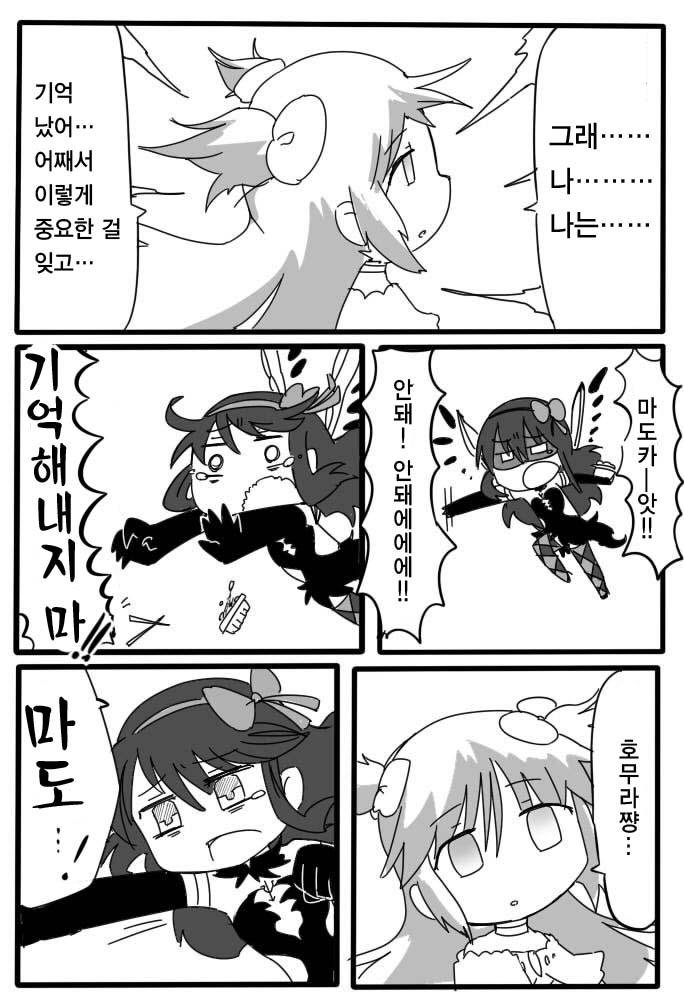 그래……
나………
나는……
기억
났어…
어째서
이렇게
중요한 걸
잊고…
마도카ー앗!!
안돼! 안돼에에에!!
기억해내지 마!!
호무라쨩…
마도…!